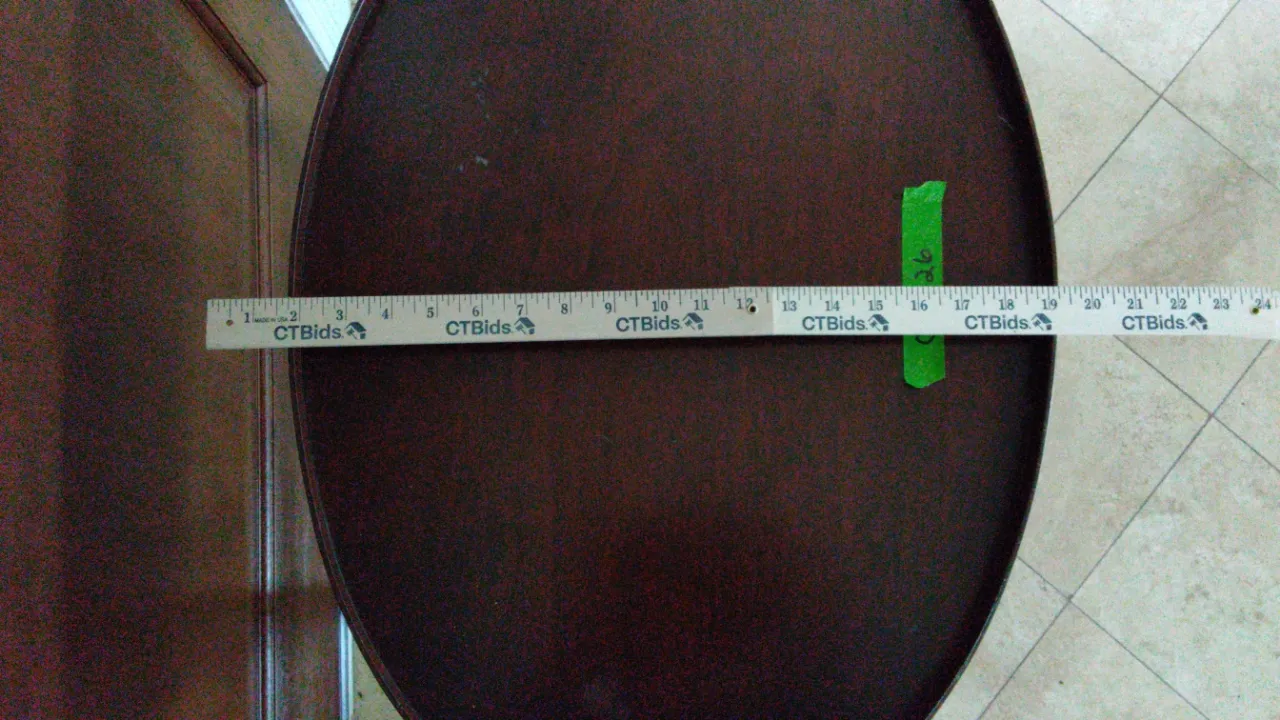 1 2 3 4 5 6 7 8 9 10 11 12 13 14 15 16 17 18 19 20 21 22 23 24
MADE IN USA
CTBids CTBids CTBids CTBids CTBids CTBids
26